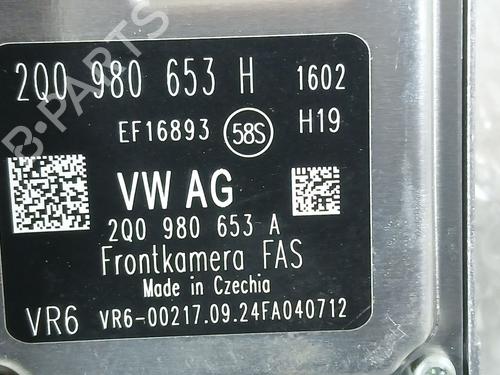 B-PARTS
2Q0 980 653 H 1602
EF16893 58S H19
VW AG
2Q0 980 653 A
Frontkamera FAS
Made in Czechia
VR6 VR6-00217.09.24FA040712